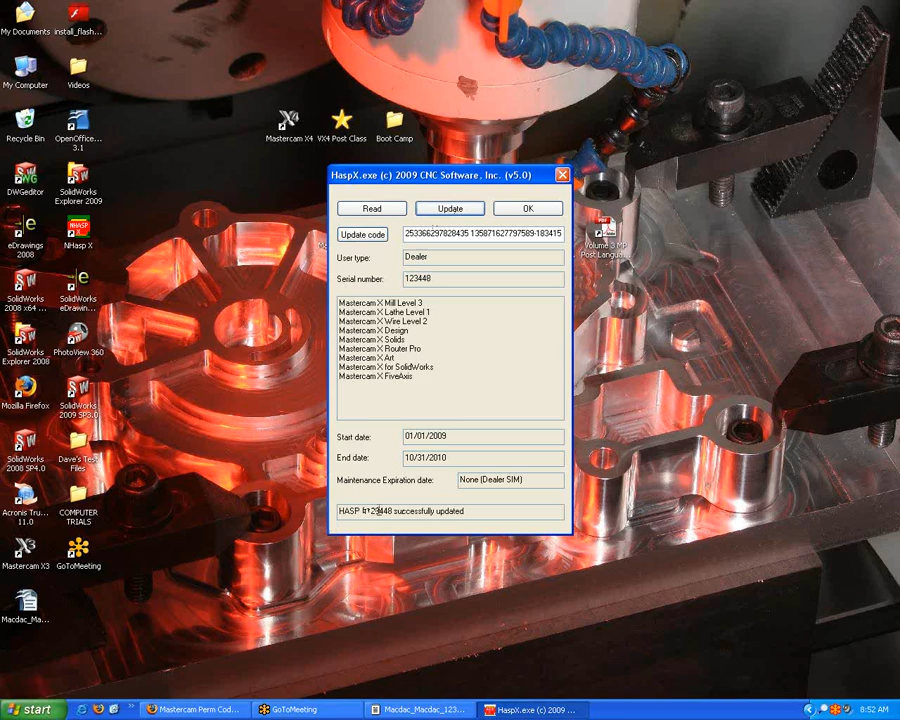 My Documents
install_flash...
My Computer
Videos
Recycle Bin
OpenOffice...
3.1
Mastercam X4
VX4 Post Class
Boot Camp
DWGeditor
SolidWorks
Explorer 2009
eDrawings
2008
NHasp X
SolidWorks
2008 x64 ...
eDrawing...
SolidWorks
Explorer 2008
PhotoView 360
Mozilla Firefox
SolidWorks
2009 SP3.0
SolidWorks
2008 SP4.0
Dave's Test
Files
Acronis Tru...
11.0
COMPUTER
TRIALS
Mastercam X3
GoToMeeting
Macdac_Ma...
Volume 3 MP
Post Langua...
HaspX.exe (c) 2009 CNC Software, Inc. (v5.0)
Read
Update
OK
Update code
253366297828435 135871627797589-183415
User type:
Dealer
Serial number:
123448
Mastercam X Mill Level 3
Mastercam X Lathe Level 1
Mastercam X Wire Level 2
Mastercam X Design
Mastercam X Solids
Mastercam X Router Pro
Mastercam X Art
Mastercam X for SolidWorks
Mastercam X FiveAxis
Start date:
01/01/2009
End date:
10/31/2010
Maintenance Expiration date:
None (Dealer SIM)
HASP successfully updated
start
Mastercam Perm Cod...
GoToMeeting
Macdac_Macdac_123...
HaspX.exe (c) 2009 ...
8:52 AM